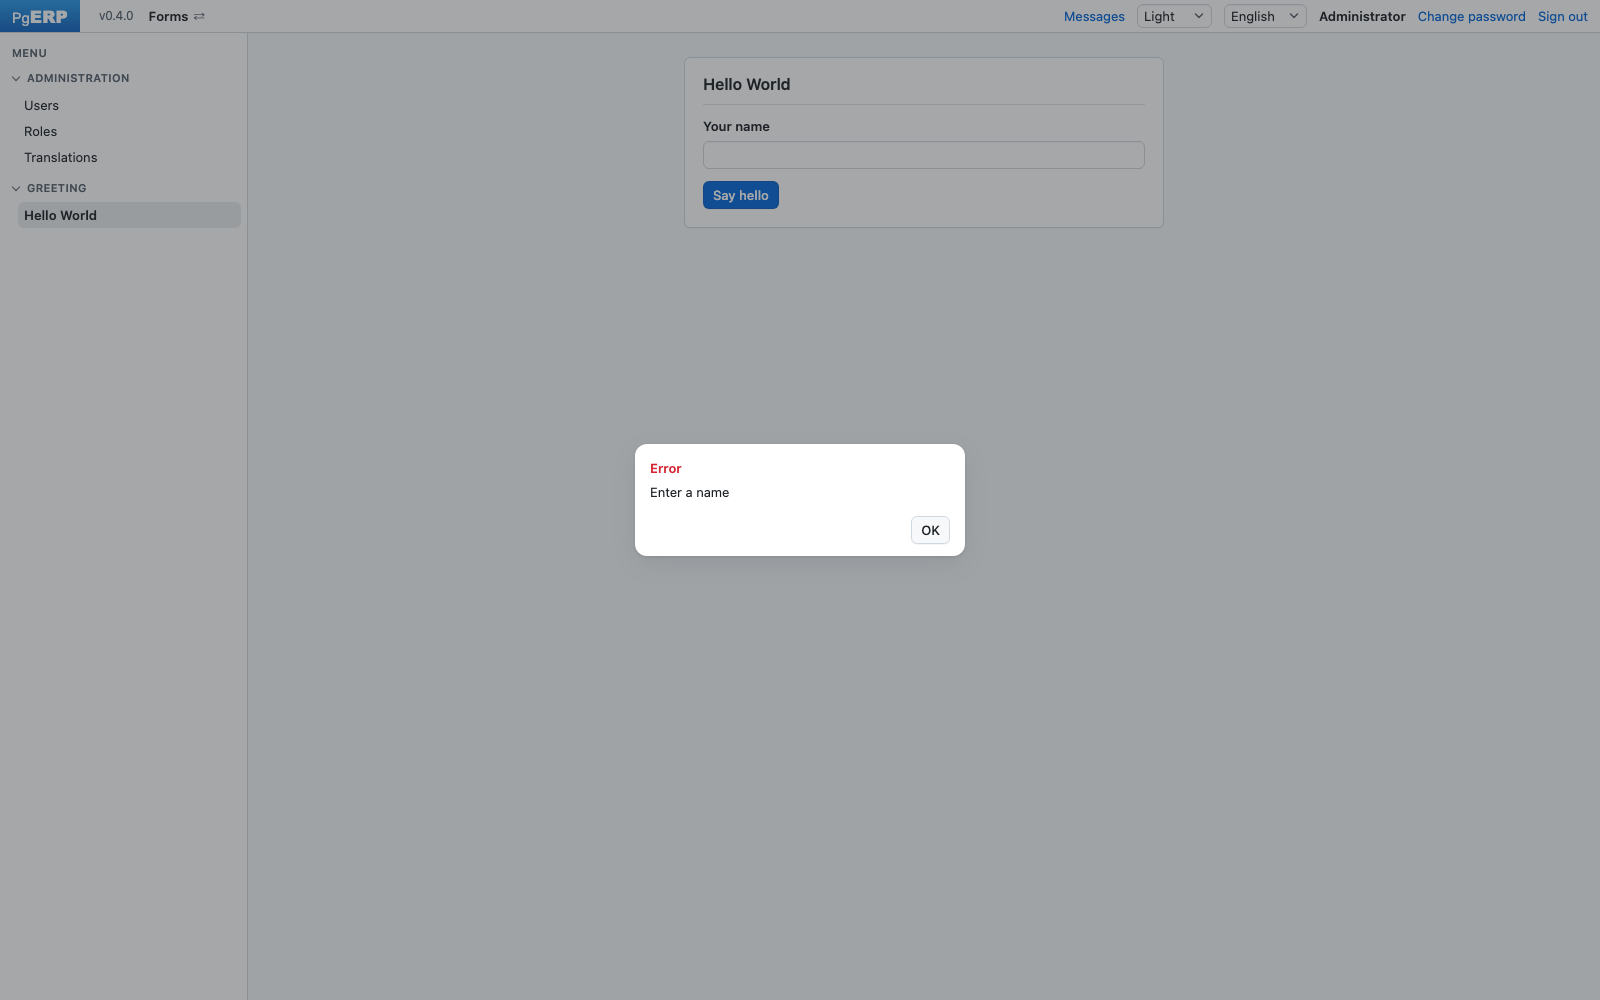 PgERP v0.4.0 Forms ⇄ Messages Light English Administrator Change password Sign out
MENU
ADMINISTRATION
Users
Roles
Translations
GREETING
Hello World
Hello World
Your name
Say hello
Error
Enter a name
OK